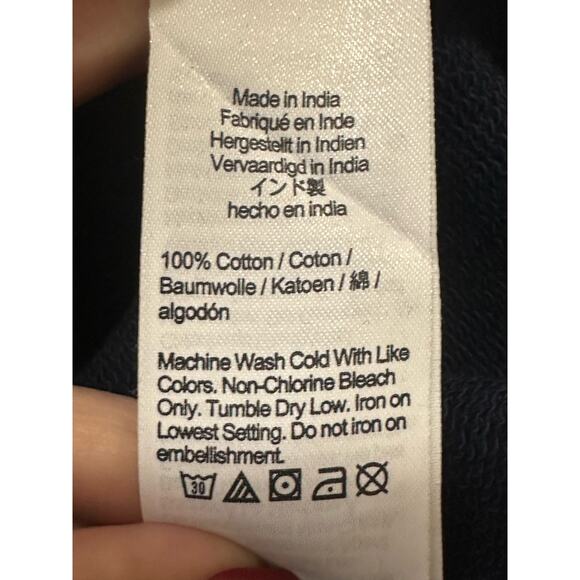 Made in India
Fabriqué en Inde
Hergestellt in Indien
Vervaardigd in India
インド製
hecho en india
100% Cotton / Coton /
Baumwolle / Katoen / 綿 /
algodón
Machine Wash Cold With Like
Colors. Non-Chlorine Bleach
Only. Tumble Dry Low. Iron on
Lowest Setting. Do not iron on
embellishment.
30